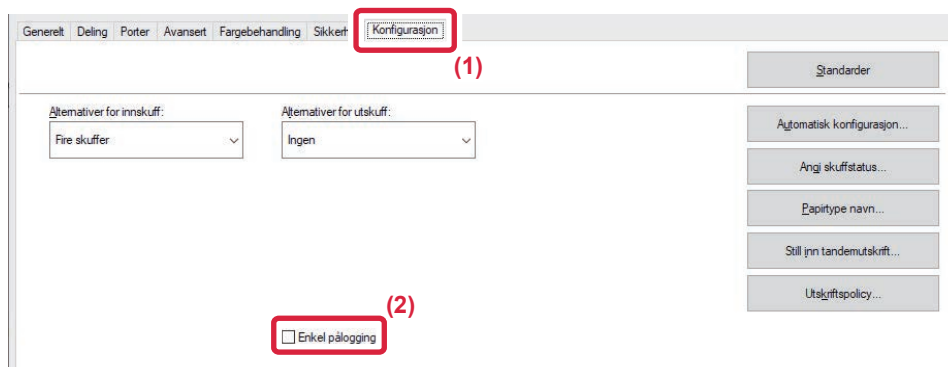 Generelt Deling Porter Avansert Fargebehandling Sikkerh Konfigurasjon
(1)
Standarder
Alternativer for innskuff: Alternativer for utskuff:
Fire skuffer Ingen
Automatisk konfigurasjon...
Angi skuffstatus...
Papirtype navn...
Still inn tandemutskrift...
Utskriftspolicy...
(2)
Enkel pålogging